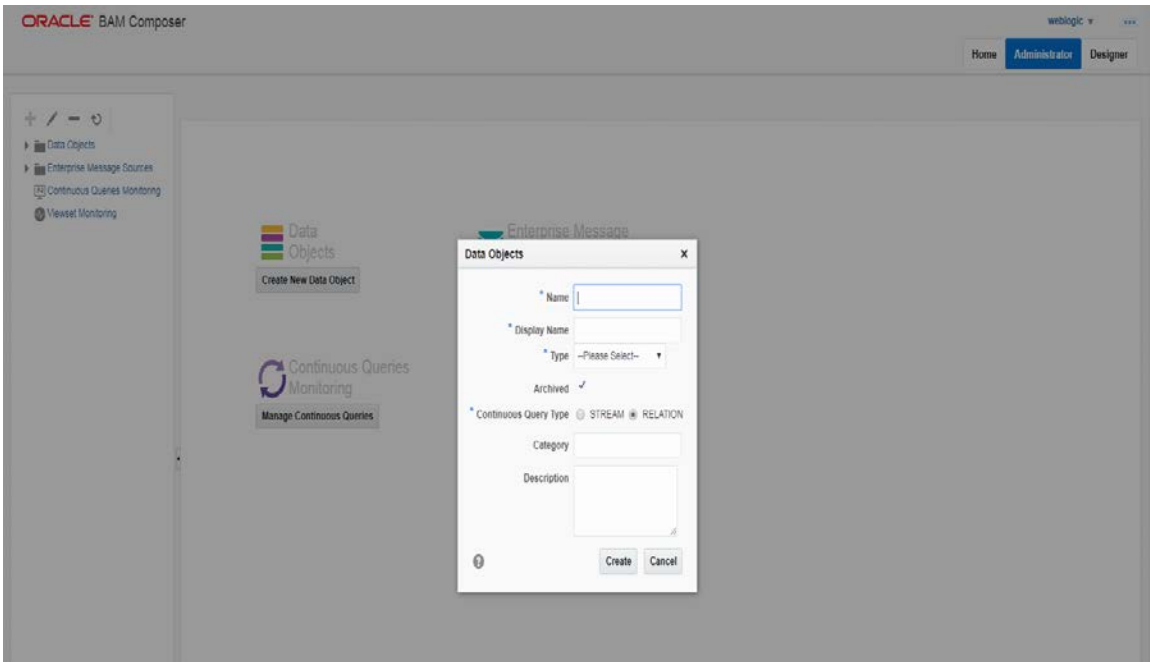 ORACLE BAM Composer
weblogic
Home
Administrator
Designer
Data Objects
Enterprise Message Sources
Continuous Queries Monitoring
Viewset Monitoring
Data
Objects
Create New Data Object
Enterprise Message
Continuous Queries
Monitoring
Manage Continuous Queries
Data Objects x
* Name
* Display Name
* Type --Please Select--
Archived ✓
* Continuous Query Type STREAM RELATION
Category
Description
?
Create Cancel